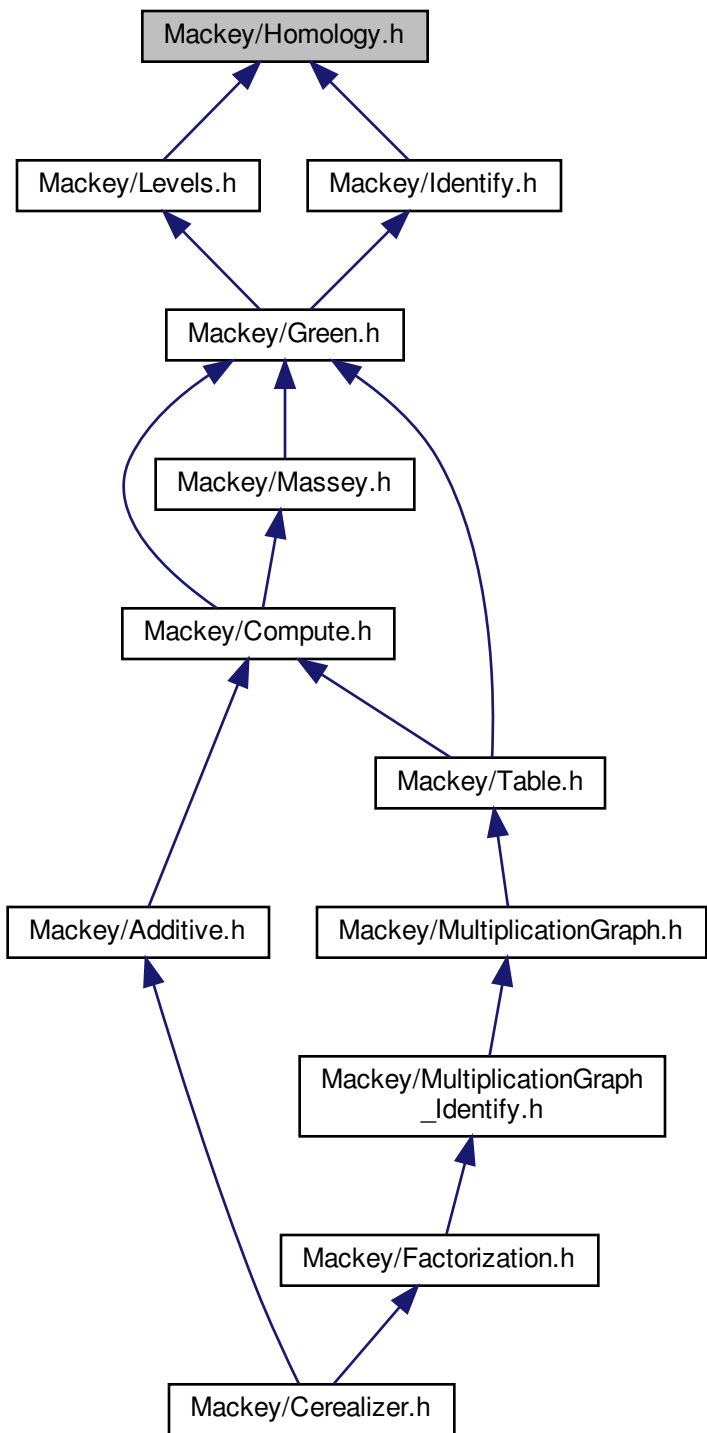 Mackey/Homology.h
Mackey/Levels.h
Mackey/Identify.h
Mackey/Green.h
Mackey/Massey.h
Mackey/Compute.h
Mackey/Table.h
Mackey/Additive.h
Mackey/MultiplicationGraph.h
Mackey/MultiplicationGraph
_Identify.h
Mackey/Factorization.h
Mackey/Cerealizer.h